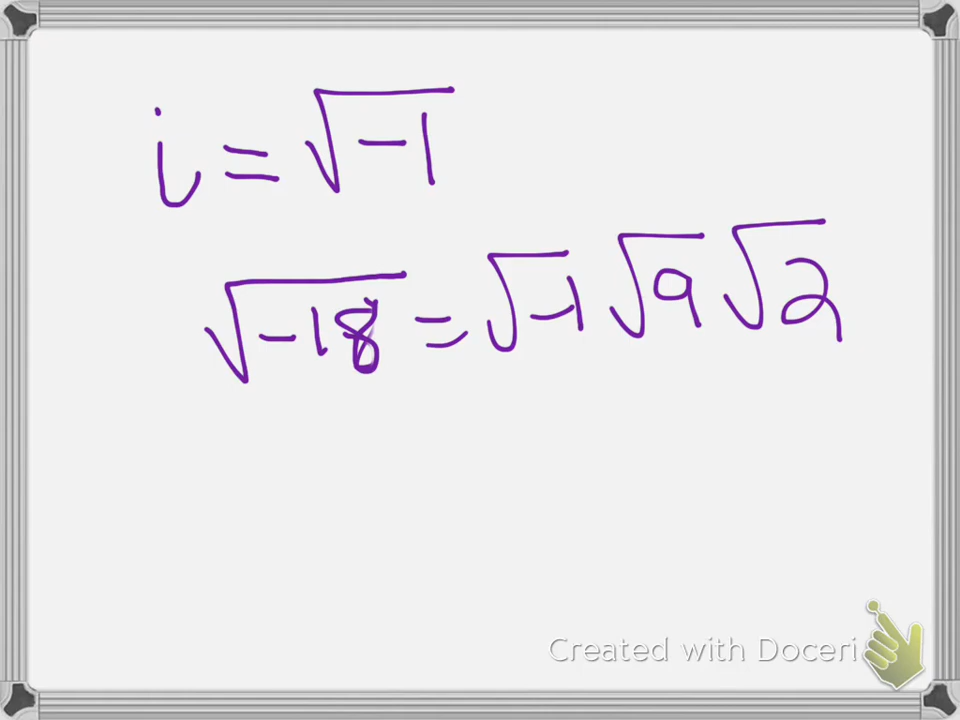 i = √-1
√-18 = √-1 √9 √2
Created with Doceri